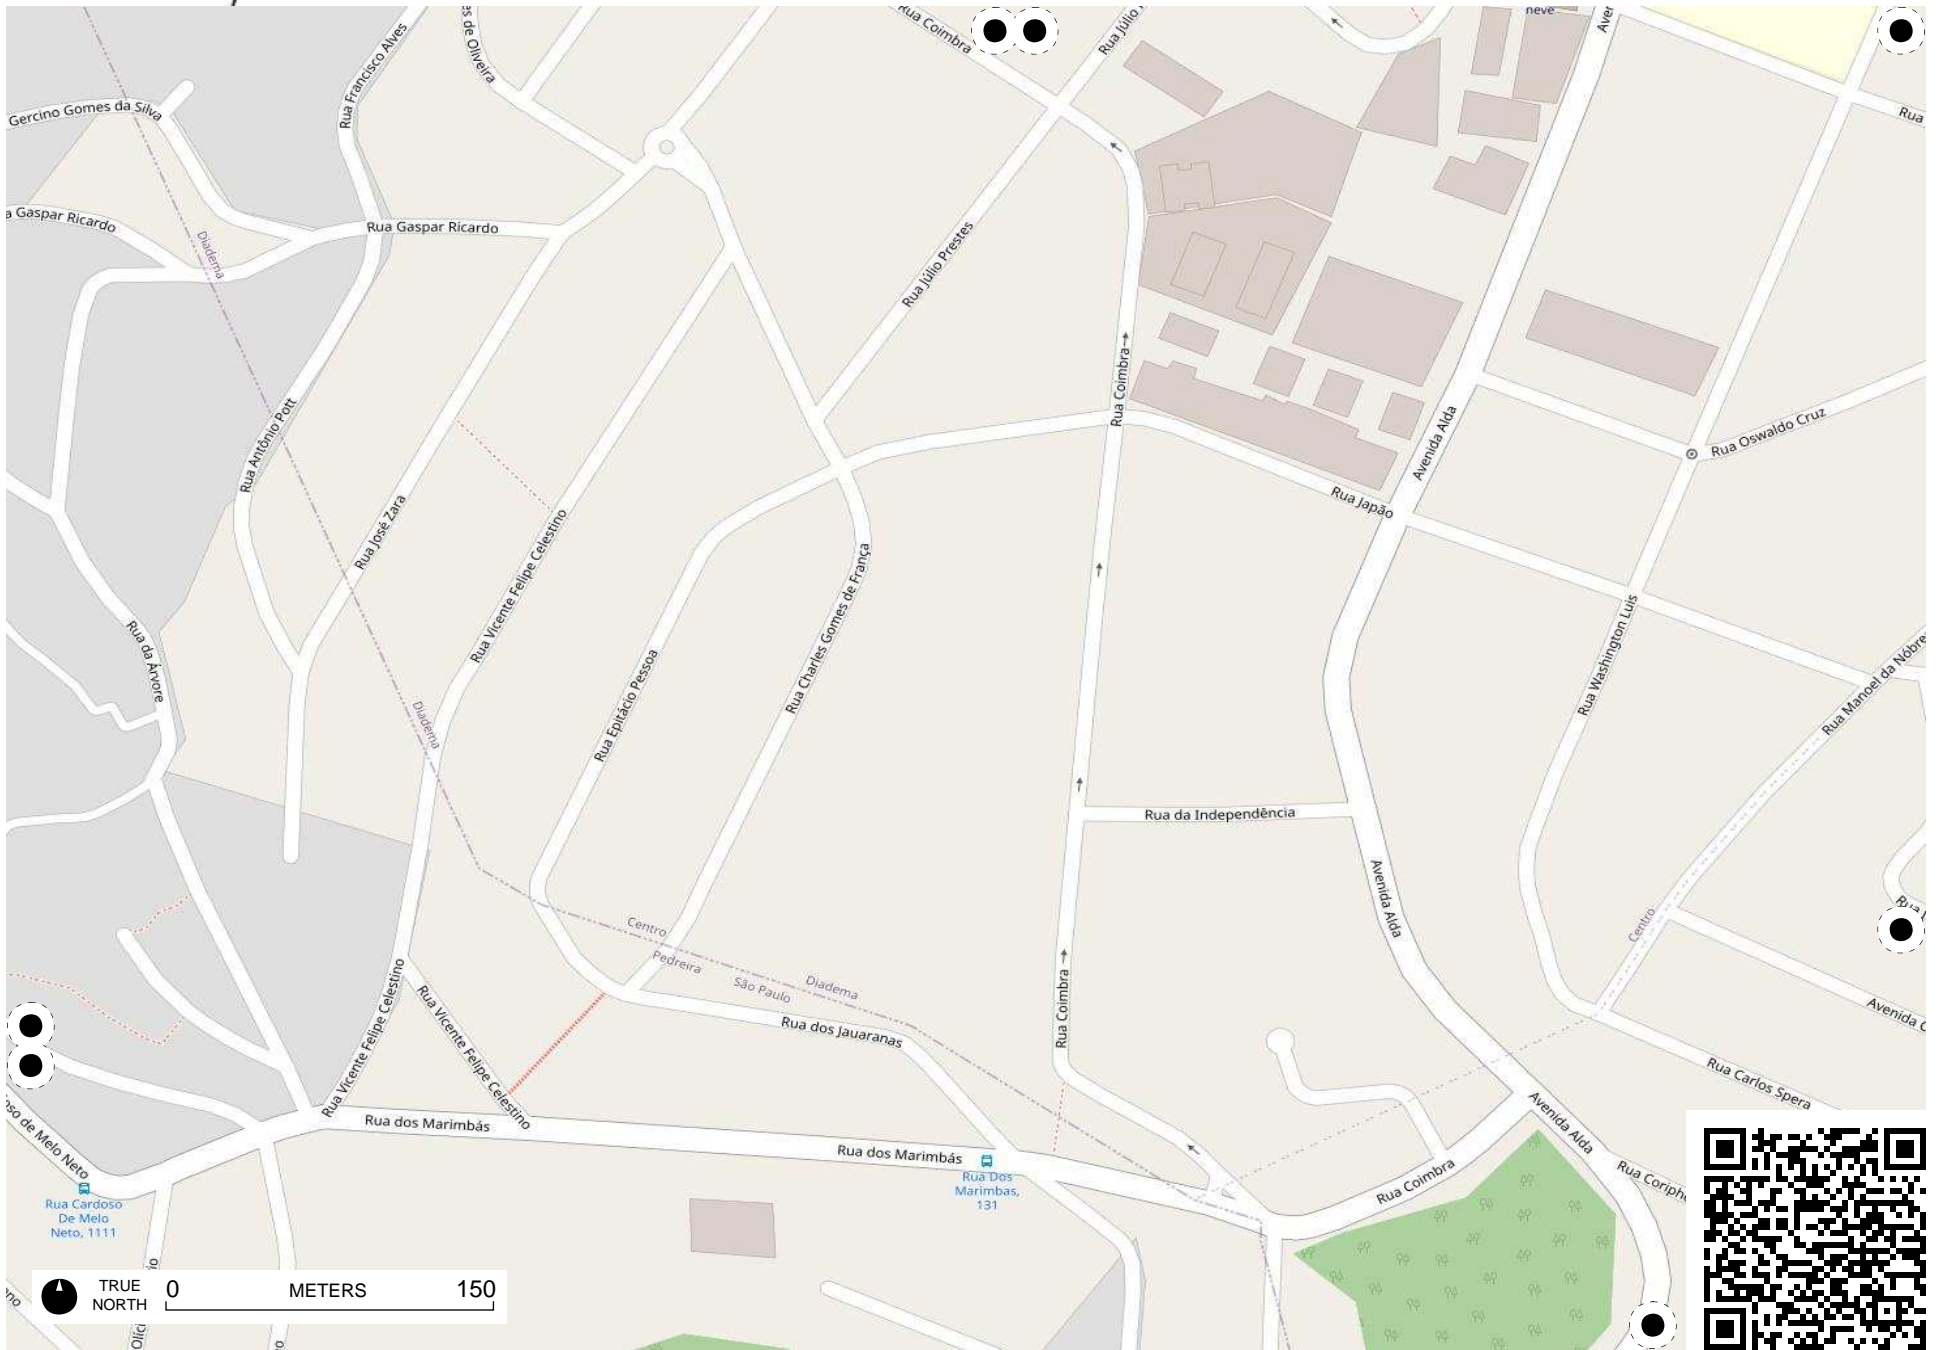 Rua Coimbra
neve
Rua Francisco Alves
Gercino Gomes da Silva
Rua
Gaspar Ricardo
Rua Gaspar Ricardo
Diadema
Rua Júlio Prestes
Rua Coimbra
Rua Antônio Pott
Avenida Alda
Rua Oswaldo Cruz
Rua José Zara
Rua Japão
Rua Vicente Felipe Celestino
Rua Charles Gomes de França
Rua da Árvore
Rua Washington Luis
Rua Epitácio Pessoa
Rua Manoel da Nóbre
Diadema
Rua da Independência
Avenida Alda
Centro
Centro
Pedreira
São Paulo
Diadema
Rua Vicente Felipe Celestino
Rua Vicente Felipe Celestino
Rua Coimbra
Rua dos Jauaranas
Avenida
Rua Carlos Spera
Rua dos Marimbás
Rua dos Marimbás
Avenida Alda
oso de Melo Neto
Rua Coimbra
Rua Coriph
Rua Cardoso
De Melo
Neto, 1111
Rua Dos
Marimbas,
131
TRUE
NORTH
0 METERS 150